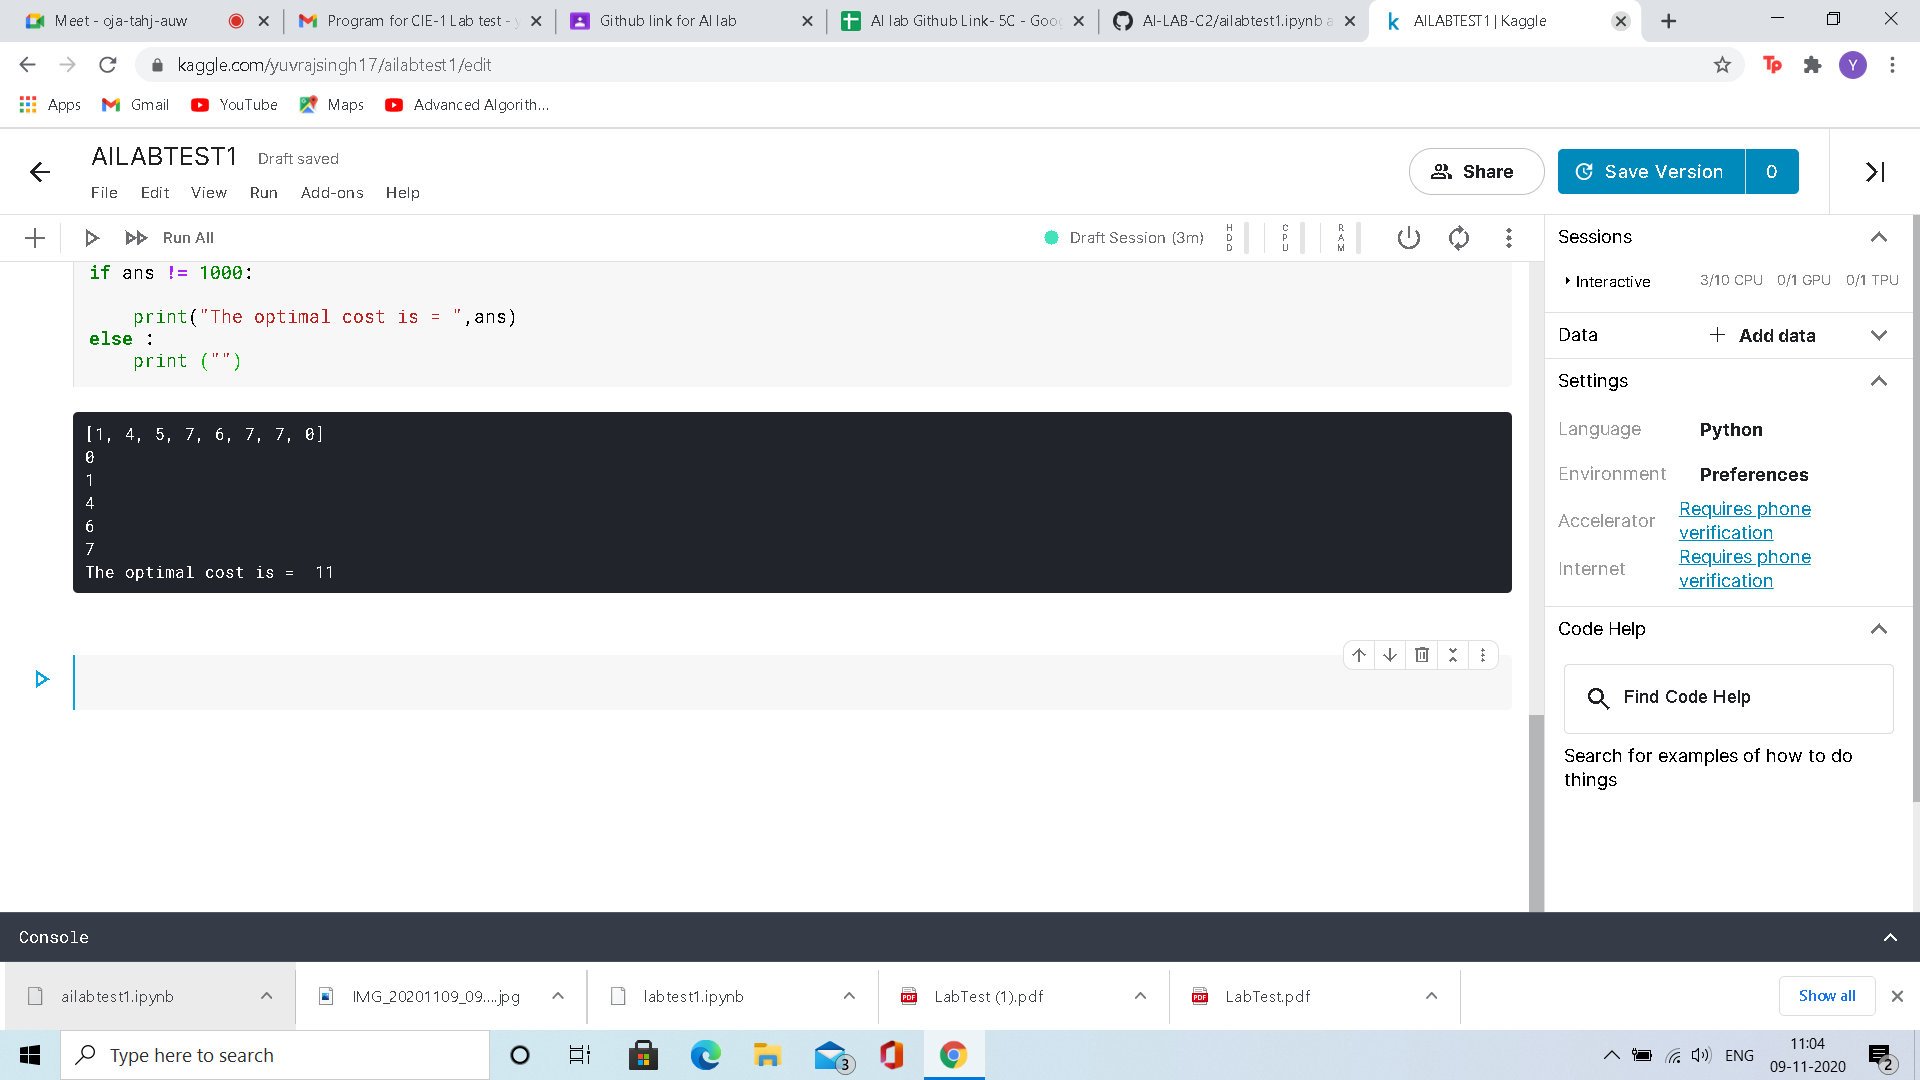 Meet - oja-tahj-auw
Program for CIE-1 Lab test - y
Github link for AI lab
AI lab Github Link- 5C - Goog
AI-LAB-C2/ailabtest1.ipynb a
AILABTEST1 | Kaggle
kaggle.com/yuvrajsingh17/ailabtest1/edit
Tp
Y
Apps
Gmail
YouTube
Maps
Advanced Algorith...
AILABTEST1
Draft saved
File Edit View Run Add-ons Help
Share
Save Version 0
Run All
Draft Session (3m)
HDD
CPU
RAM
if ans != 1000:
print("The optimal cost is = ",ans)
else :
print ("")
[1, 4, 5, 7, 6, 7, 7, 0]
0
1
4
6
7
The optimal cost is =  11
Sessions
Interactive 3/10 CPU 0/1 GPU 0/1 TPU
Data + Add data
Settings
Language Python
Environment Preferences
Accelerator Requires phone verification
Internet Requires phone verification
Code Help
Find Code Help
Search for examples of how to do
things
Console
ailabtest1.ipynb
IMG_20201109_09....jpg
labtest1.ipynb
PDF LabTest (1).pdf
PDF LabTest.pdf
Show all
Type here to search
3
ENG
11:04
09-11-2020
2